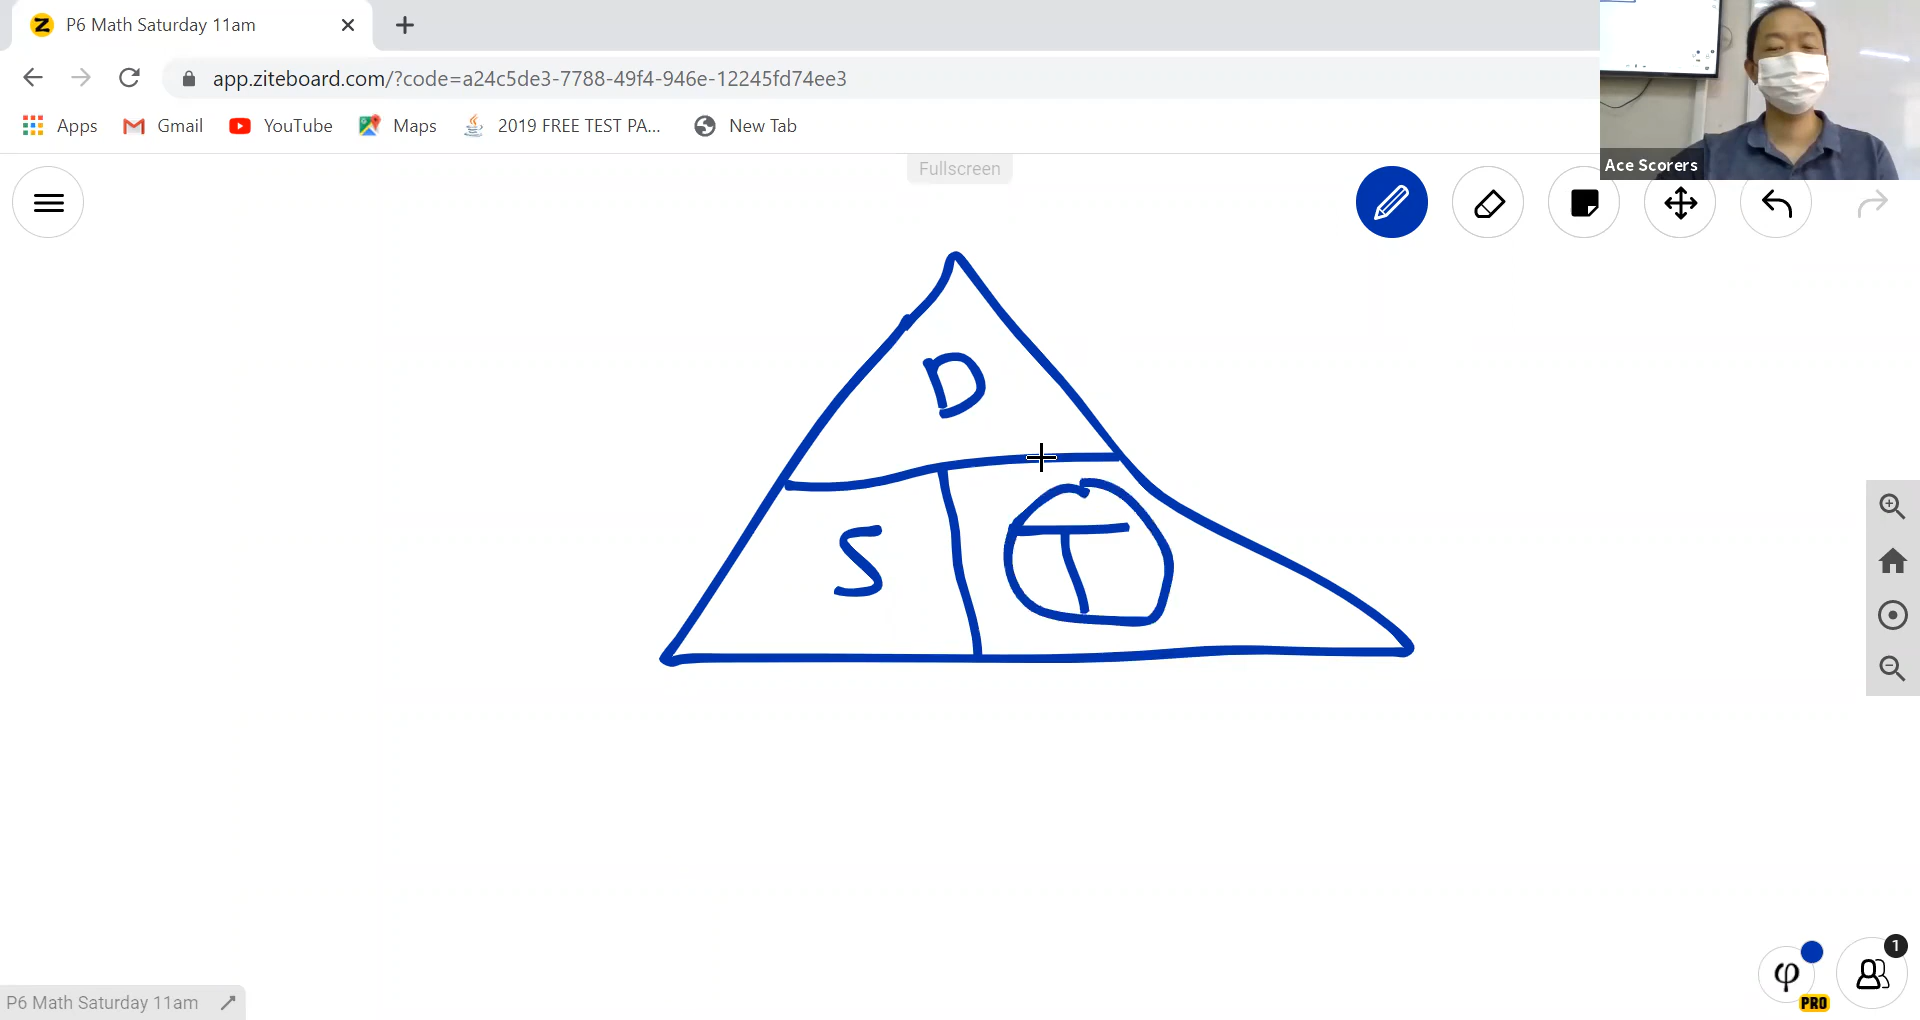 P6 Math Saturday 11am
app.ziteboard.com/?code=a24c5de3-7788-49f4-946e-12245fd74ee3
Apps Gmail YouTube Maps 2019 FREE TEST PA... New Tab
Ace Scorers
Fullscreen
D
S T
1
φ
PRO
P6 Math Saturday 11am